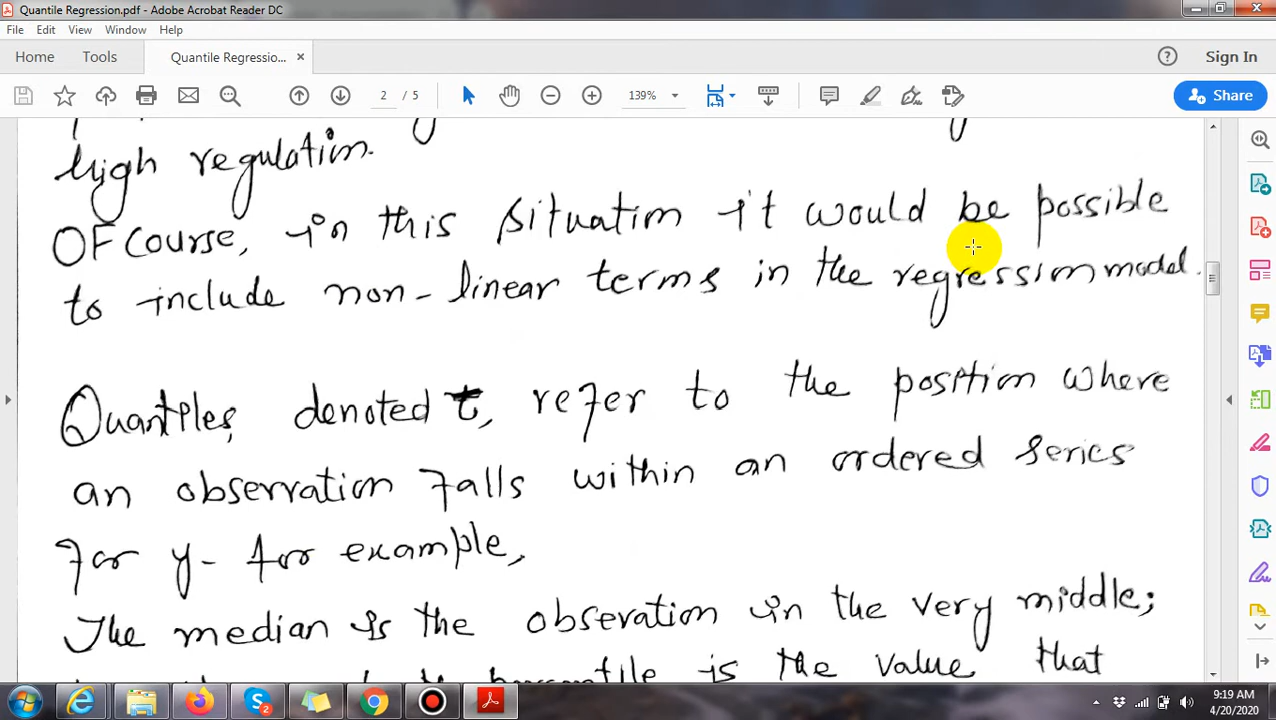 Quantile Regression.pdf - Adobe Acrobat Reader DC
File Edit View Window Help
Home Tools Quantile Regressio... × Sign In
2 / 5 139% Share
high regulation.
OF Course, in this situation it would be possible
to include non-linear terms in the regression model.
Quantiles, denoted τ, refer to the position where
an observation falls within an ordered series
for y- for example,
The median is the obsevation in the very middle;
is the value that
9:19 AM
4/20/2020